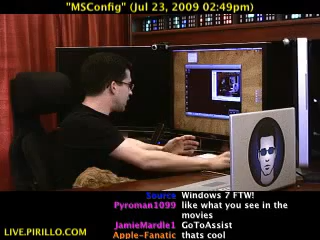 "MSConfig" (Jul 23, 2009 02:49pm)
Source Windows 7 FTW!
Pyroman1099 like what you see in the
movies
JamieMardle1 GoToAssist
Apple-Fanatic thats cool
LIVE.PIRILLO.COM